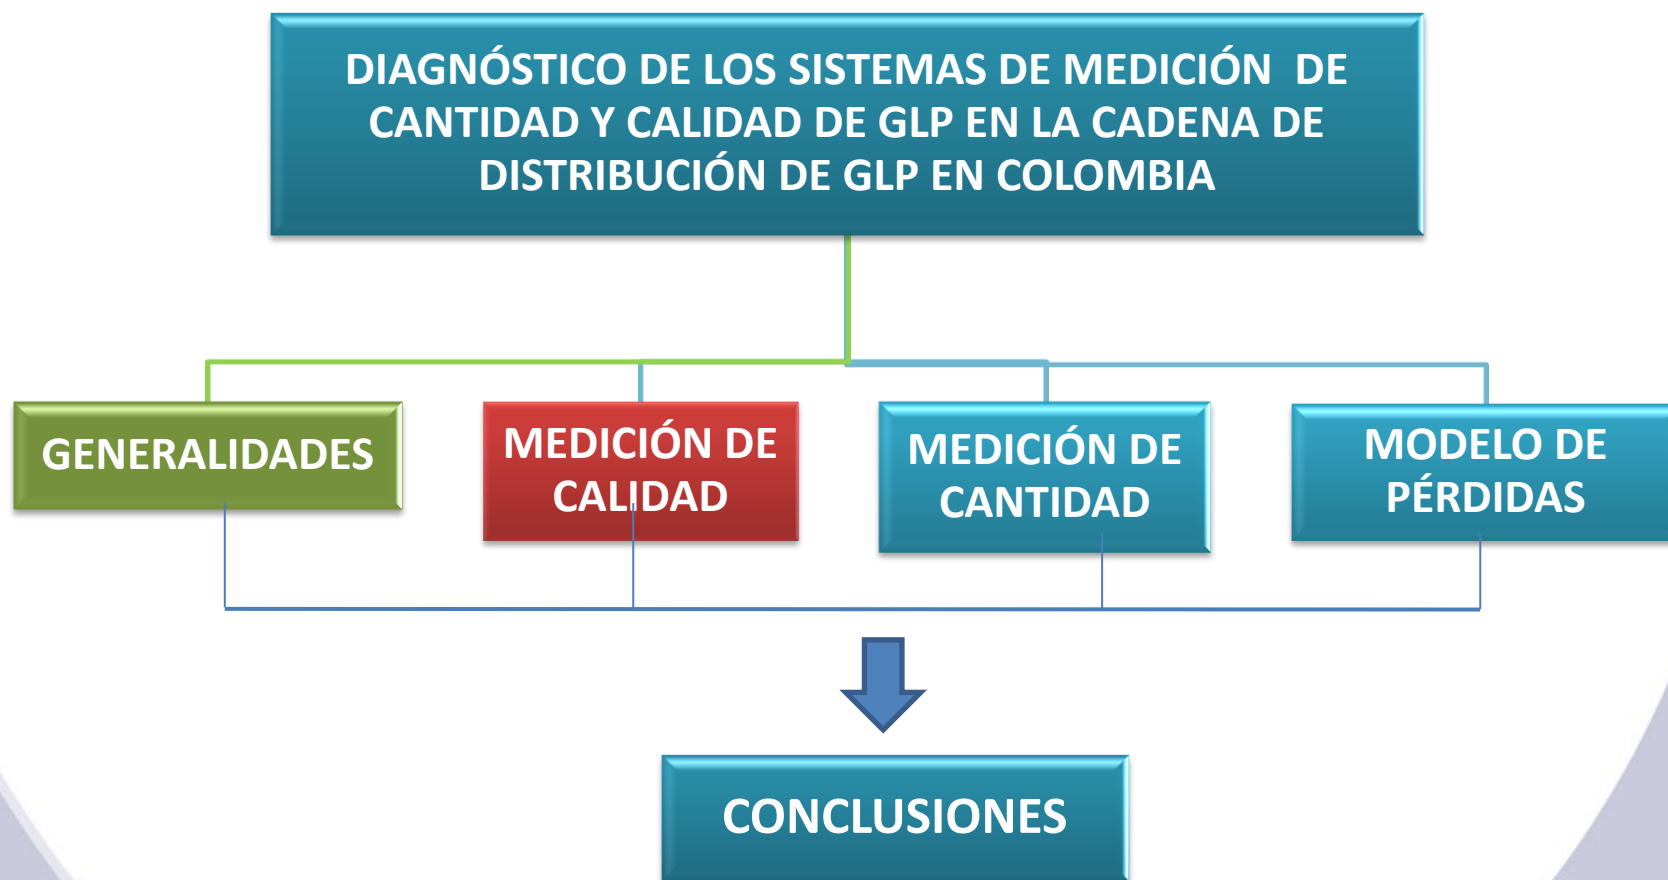 DIAGNÓSTICO DE LOS SISTEMAS DE MEDICIÓN DE
CANTIDAD Y CALIDAD DE GLP EN LA CADENA DE
DISTRIBUCIÓN DE GLP EN COLOMBIA
GENERALIDADES
MEDICIÓN DE
CALIDAD
MEDICIÓN DE
CANTIDAD
MODELO DE
PÉRDIDAS
CONCLUSIONES